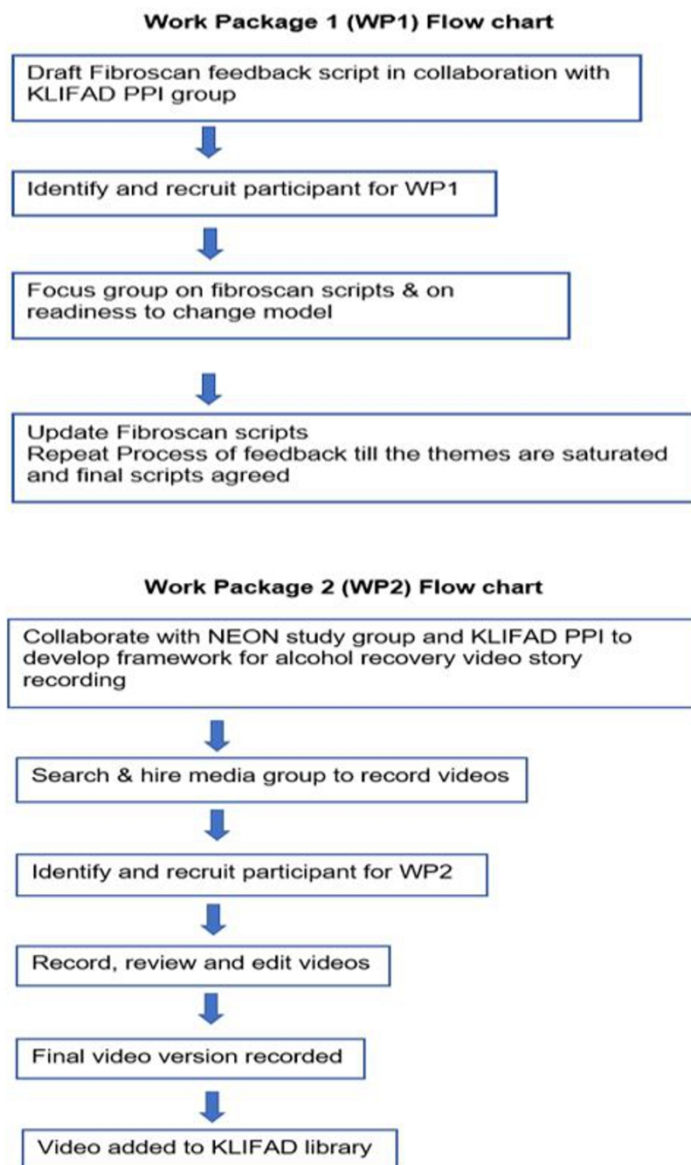 Work Package 1 (WP1) Flow chart
Draft Fibroscan feedback script in collaboration with
KLIFAD PPI group
Identify and recruit participant for WP1
Focus group on fibroscan scripts & on
readiness to change model
Update Fibroscan scripts
Repeat Process of feedback till the themes are saturated
and final scripts agreed
Work Package 2 (WP2) Flow chart
Collaborate with NEON study group and KLIFAD PPI to
develop framework for alcohol recovery video story
recording
Search & hire media group to record videos
Identify and recruit participant for WP2
Record, review and edit videos
Final video version recorded
Video added to KLIFAD library